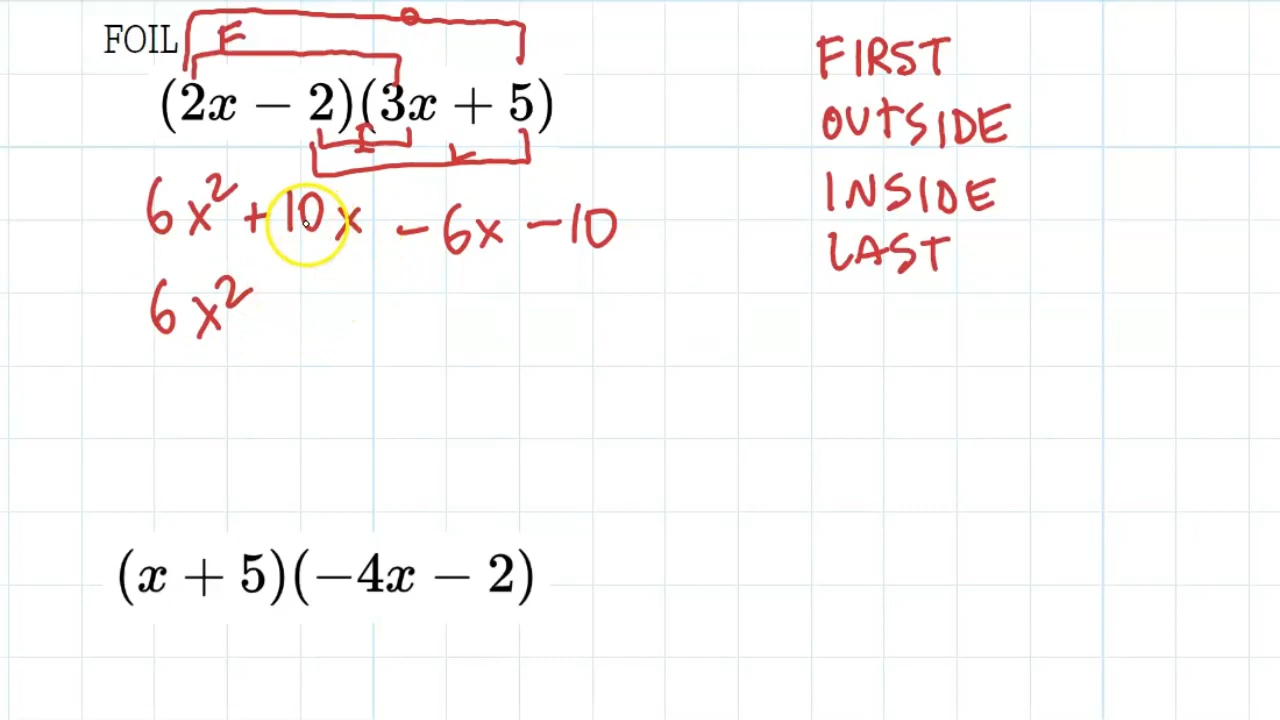 FOIL
F O
(2x − 2)(3x + 5)
I L
6x² + 10x − 6x − 10
6x²
FIRST
OUTSIDE
INSIDE
LAST
(x + 5)(−4x − 2)